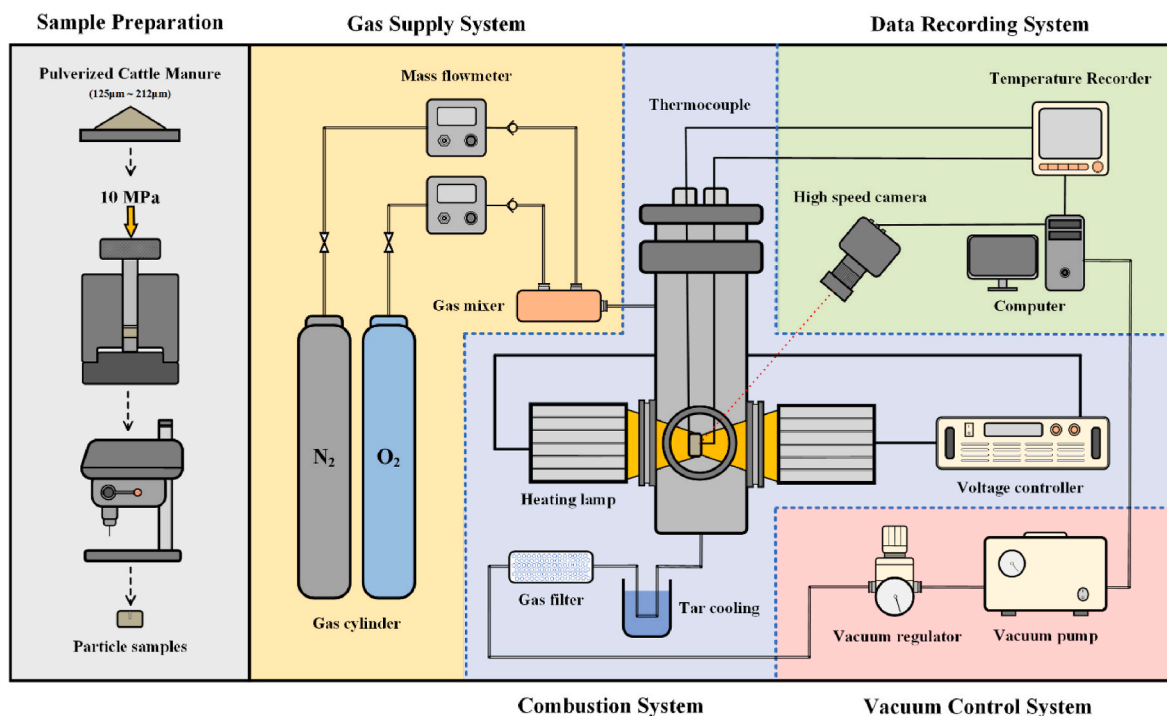 Sample Preparation
Gas Supply System
Data Recording System
Pulverized Cattle Manure
(125μm ~ 212μm)
10 MPa
Particle samples
Mass flowmeter
Gas mixer
N₂
O₂
Gas cylinder
Thermocouple
Temperature Recorder
High speed camera
Computer
Heating lamp
Voltage controller
Gas filter
Tar cooling
Vacuum regulator
Vacuum pump
Combustion System
Vacuum Control System